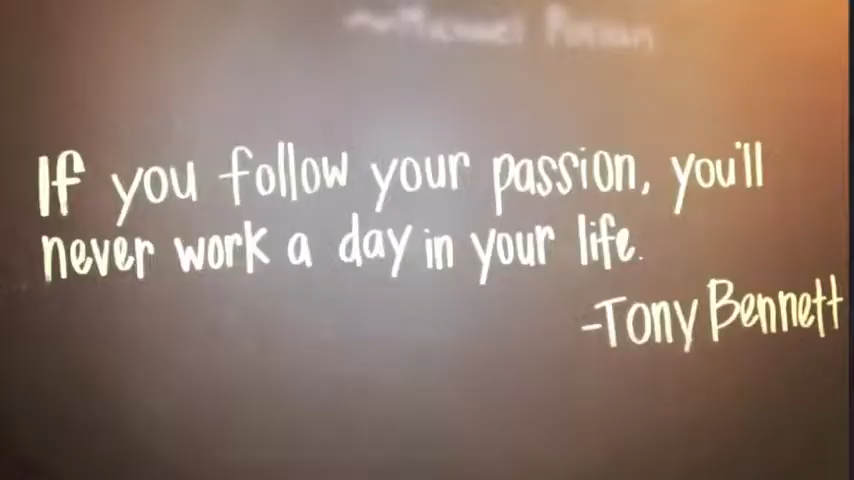 If you follow your passion, you'll
never work a day in your life.
-Tony Bennett